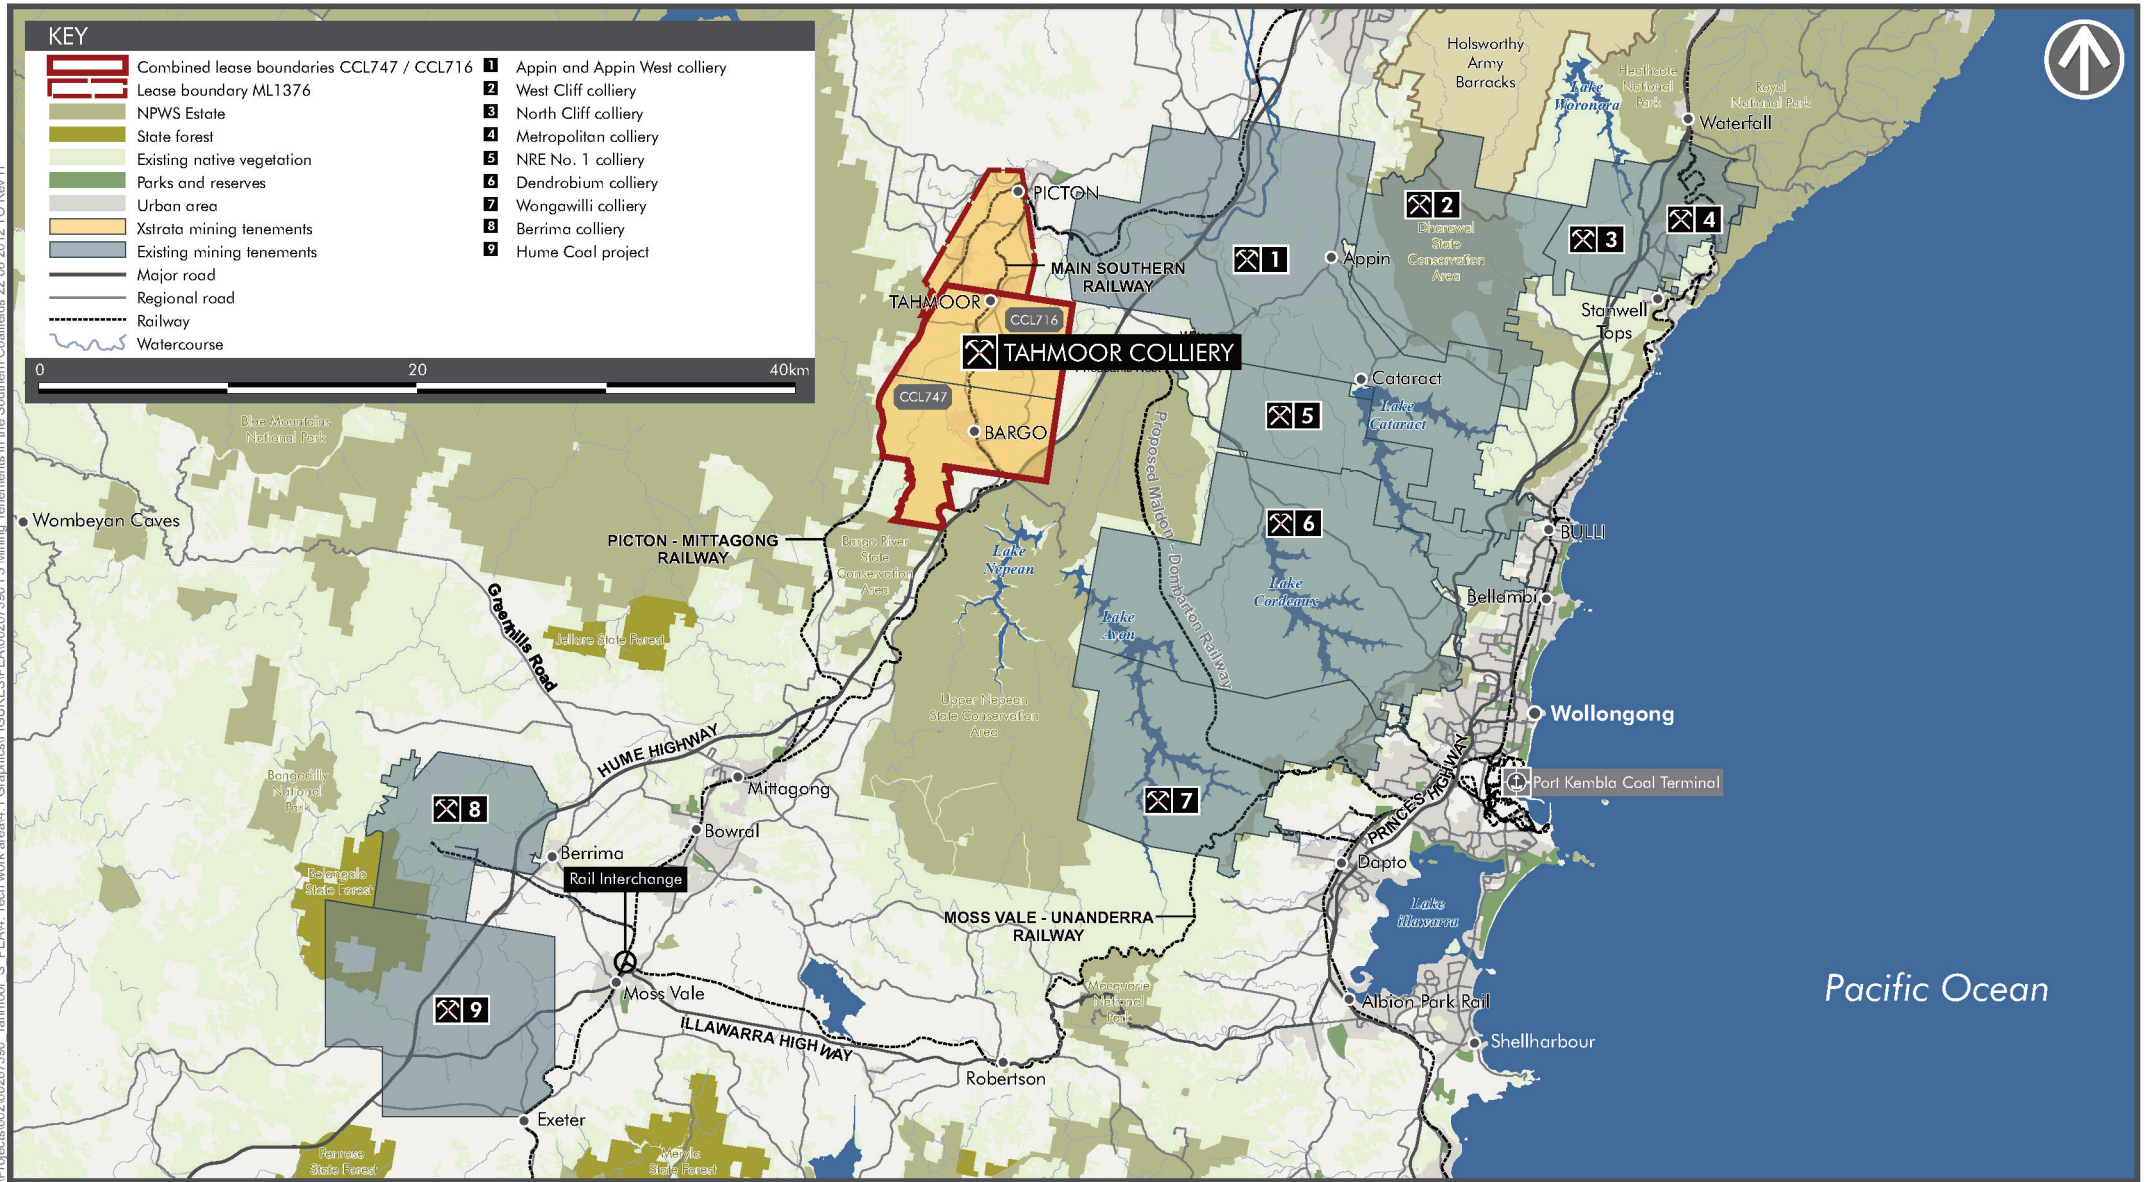 KEY
Combined lease boundaries CCL747 / CCL716
Lease boundary ML1376
NPWS Estate
State forest
Existing native vegetation
Parks and reserves
Urban area
Xstrata mining tenements
Existing mining tenements
Major road
Regional road
Railway
Watercourse
1 Appin and Appin West colliery
2 West Cliff colliery
3 North Cliff colliery
4 Metropolitan colliery
5 NRE No. 1 colliery
6 Dendrobium colliery
7 Wongawilli colliery
8 Berrima colliery
9 Hume Coal project
0 20 40km
Holsworthy
Army
Barracks
Lake
Woronora
Heathcote
National
Park
Royal
National Park
Waterfall
PICTON
2
4
3
1
Dharawal
State
Conservation
Area
Appin
MAIN SOUTHERN
RAILWAY
TAHMOOR
CCL716
Stanwell
Tops
TAHMOOR COLLIERY
Cataract
CCL747
Lake
Cataract
5
Blue Mountains
National Park
BARGO
Proposed Maldon - Dombarton Railway
Wombeyan Caves
6
BULLI
PICTON - MITTAGONG
RAILWAY
Bargo River
State
Conservation
Area
Lake
Nepean
Lake
Cordeaux
Bellambi
Lake
Avon
Greenhills Road
Jellore State Forest
Upper Nepean
State Conservation
Area
Wollongong
HUME HIGHWAY
PRINCES HIGHWAY
Port Kembla Coal Terminal
Bangadilly
National
Park
Mittagong
8
7
Bowral
Berrima
Dapto
Rail Interchange
Belanglo
State Forest
Lake
illawarra
MOSS VALE - UNANDERRA
RAILWAY
Moss Vale
Macquarie
National
Park
Albion Park Rail
Pacific Ocean
9
ILLAWARRA HIGHWAY
Shellharbour
Robertson
Exeter
Penrose
State Forest
Meryla
State Forest